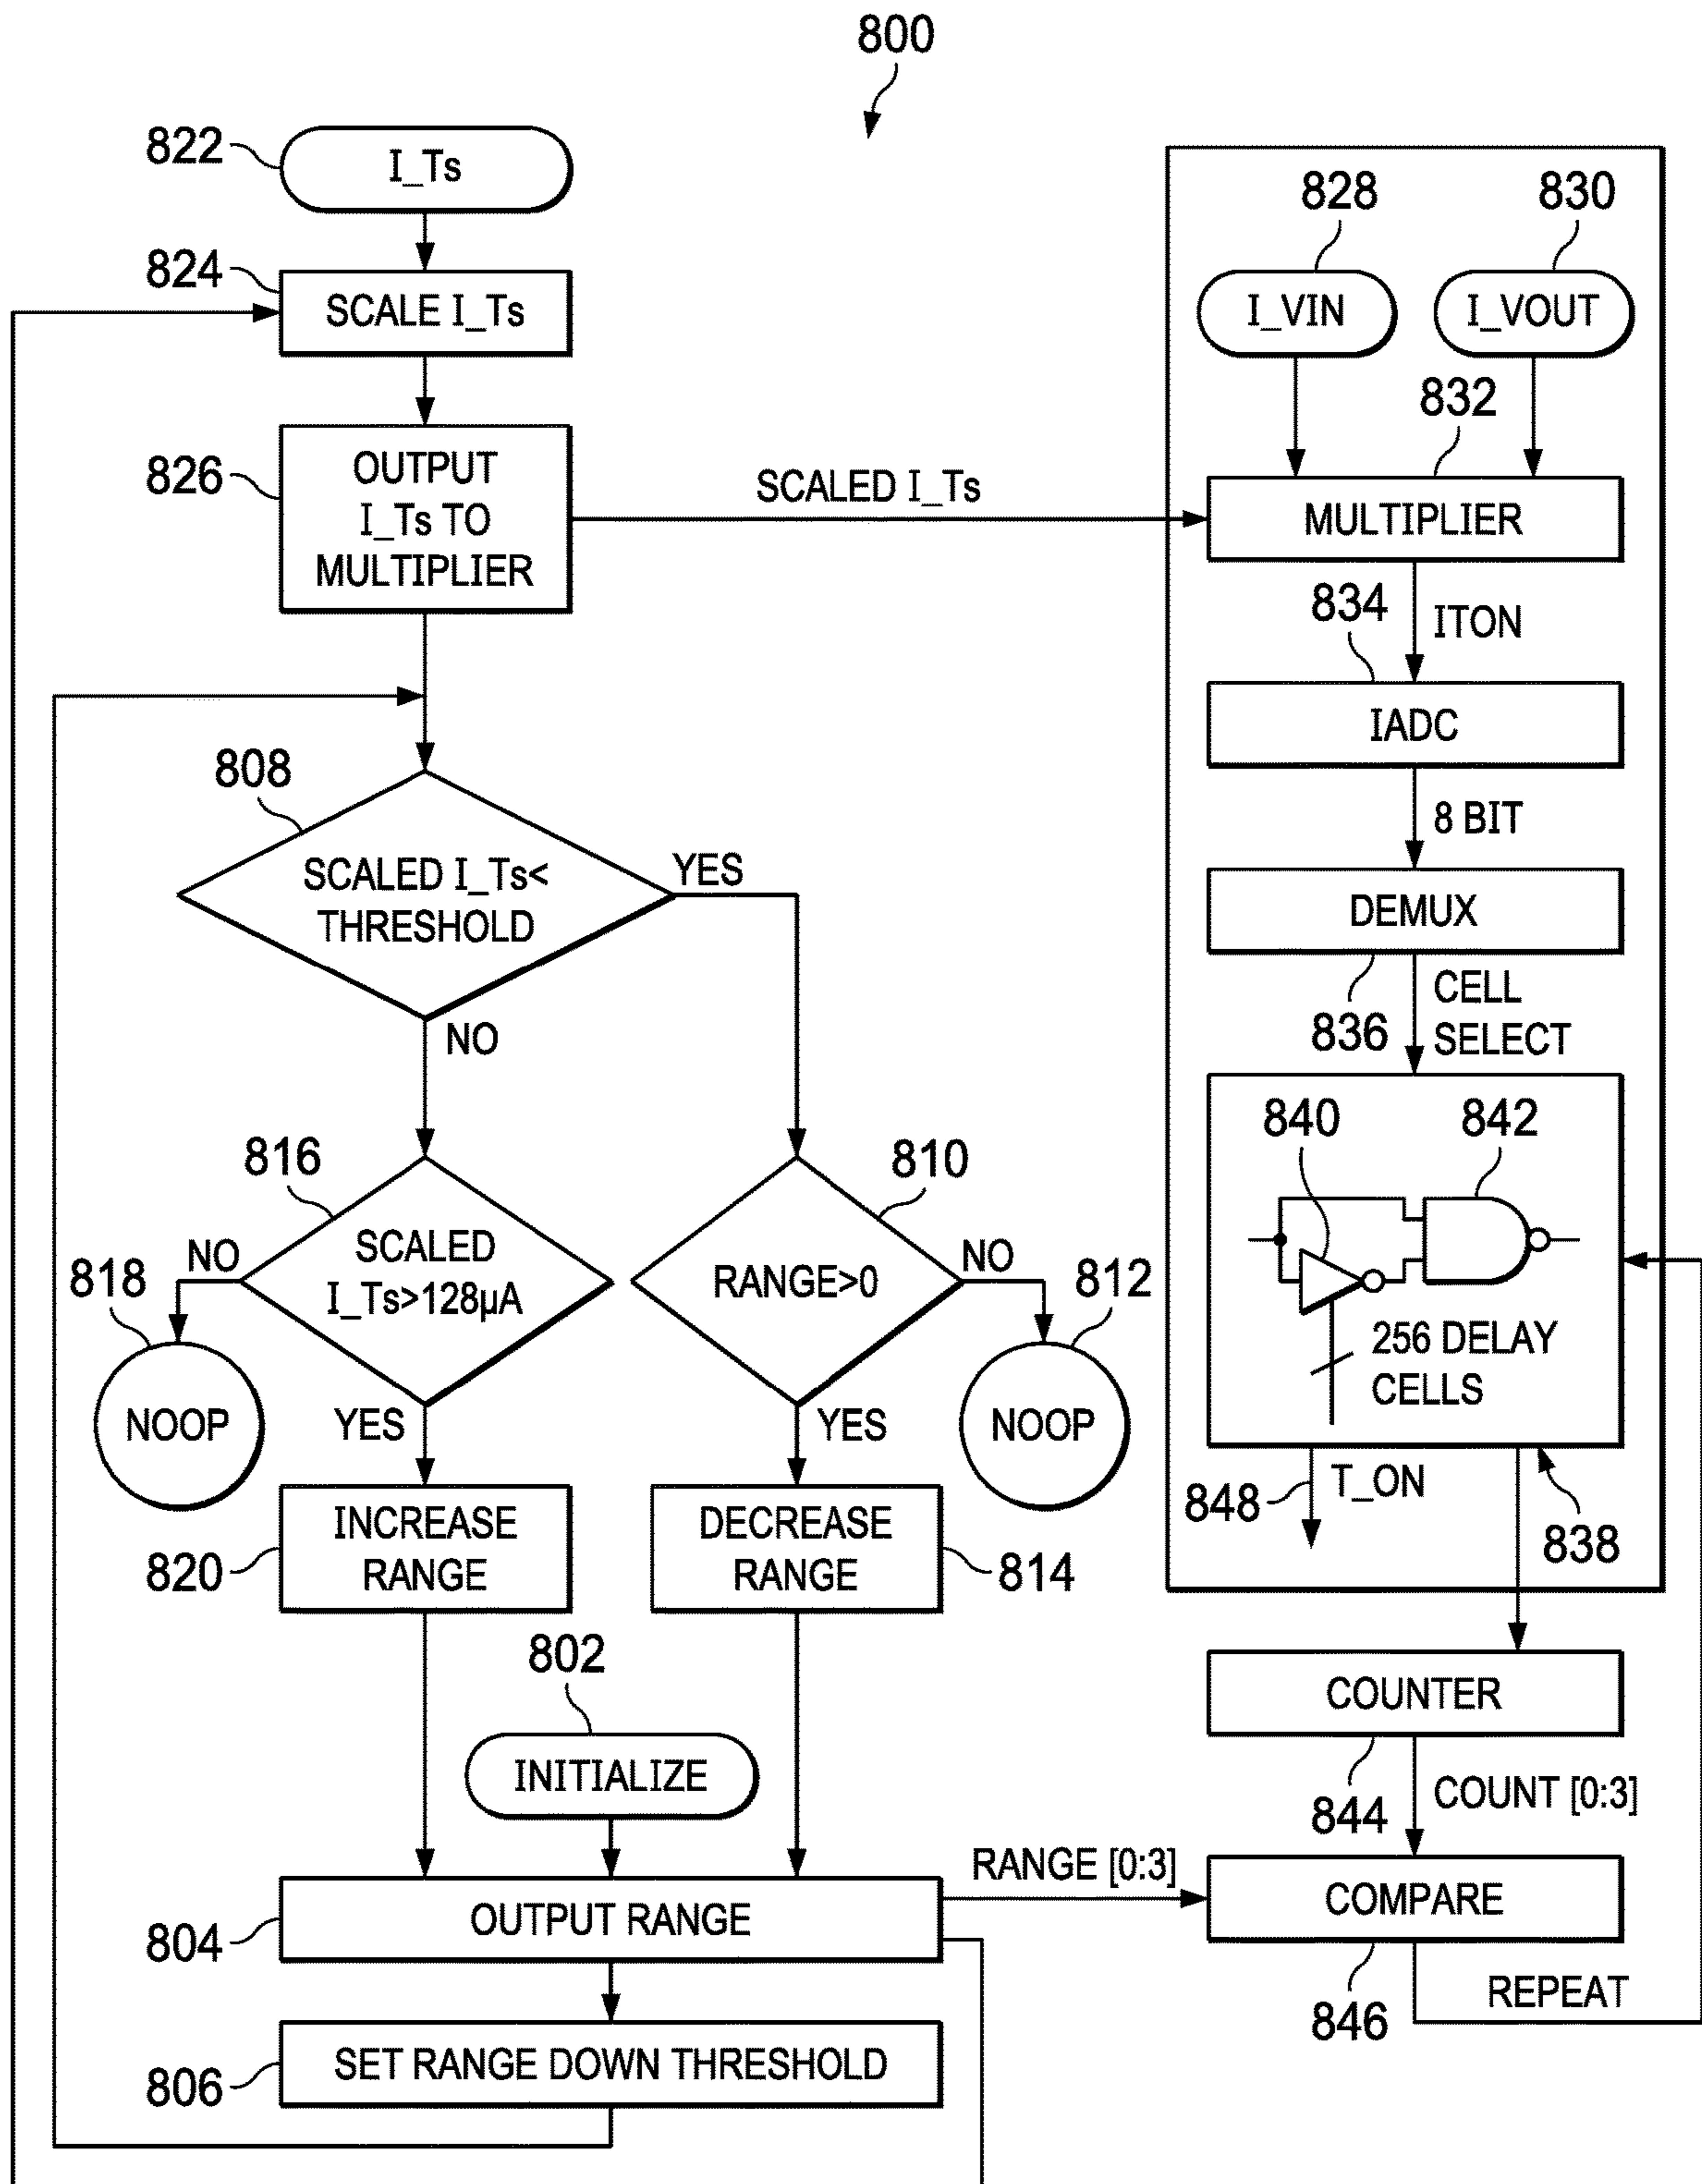 800
822
I_Ts
824
SCALE I_Ts
826
OUTPUT
I_Ts TO
MULTIPLIER
SCALED I_Ts
808
SCALED I_Ts<
THRESHOLD
YES
NO
816
SCALED
I_Ts>128µA
NO
818
NOOP
YES
810
RANGE>0
NO
812
NOOP
YES
820
INCREASE
RANGE
DECREASE
RANGE
814
802
INITIALIZE
804
OUTPUT RANGE
RANGE [0:3]
806
SET RANGE DOWN THRESHOLD
828
830
I_VIN
I_VOUT
832
MULTIPLIER
834
ITON
IADC
8 BIT
DEMUX
836
CELL
SELECT
840
842
256 DELAY
CELLS
848
T_ON
838
COUNTER
844
COUNT [0:3]
COMPARE
846
REPEAT